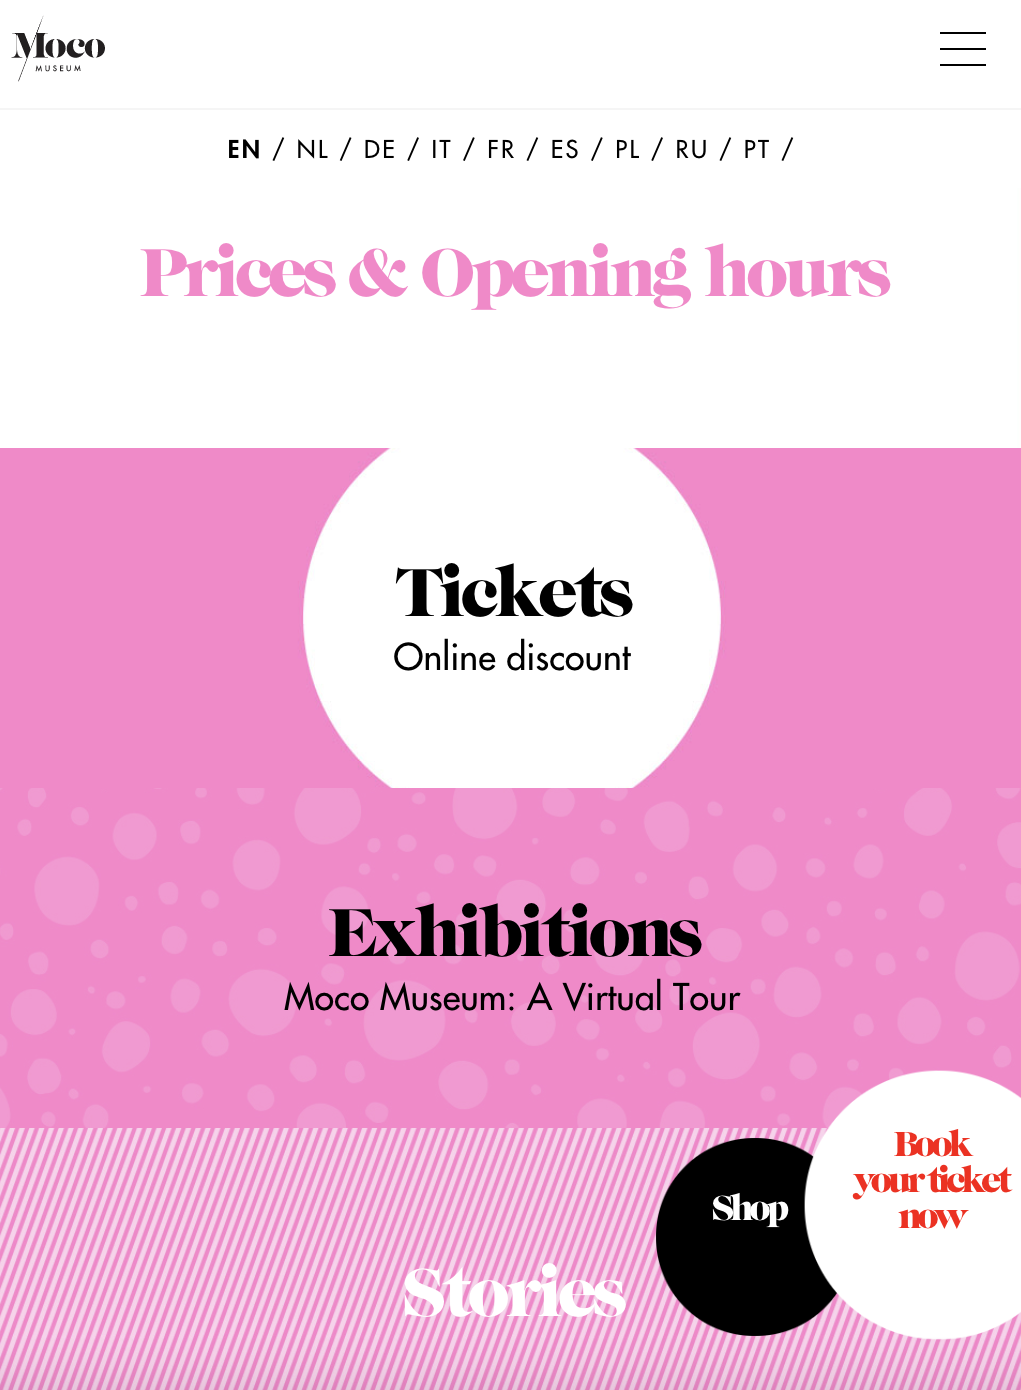 Moco
MUSEUM
EN / NL / DE / IT / FR / ES / PL / RU / PT /
Prices & Opening hours
Tickets
Online discount
Exhibitions
Moco Museum: A Virtual Tour
Book
your ticket
now
Shop
Stories